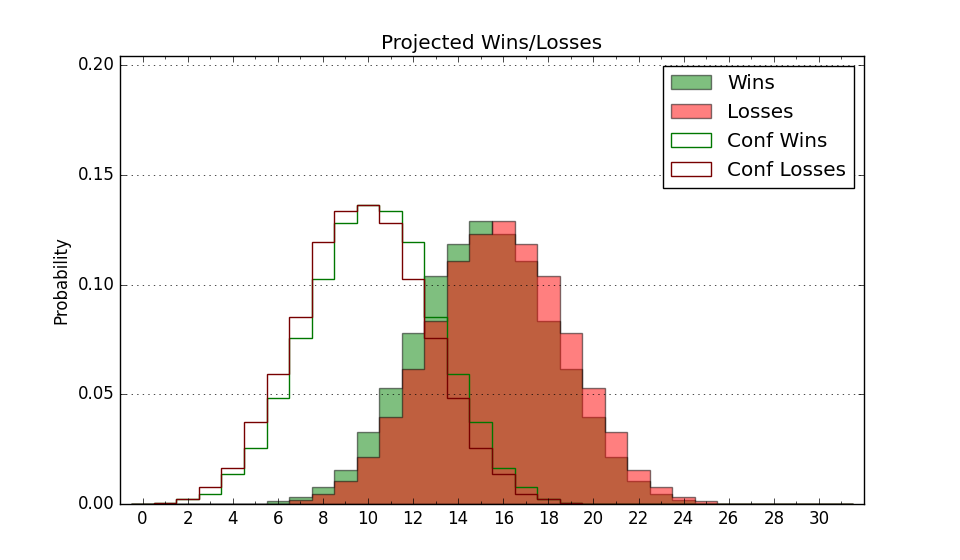 Projected Wins/Losses
0.20
0.15
0.10
0.05
0.00
Probability
Wins
Losses
Conf Wins
Conf Losses
0 2 4 6 8 10 12 14 16 18 20 22 24 26 28 30